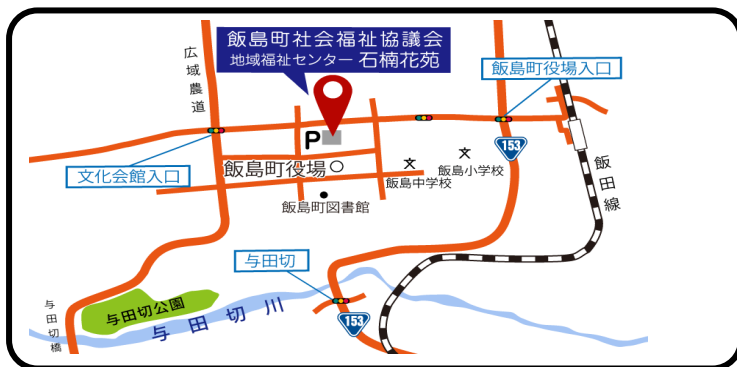 飯島町社会福祉協議会
地域福祉センター 石楠花苑
広域農道
飯島町役場入口
P
153
文化会館入口
飯島町役場
文
飯島中学校
文
飯島小学校
飯田線
飯島町図書館
与田切
与田切公園
与田切川
153
与田切橋